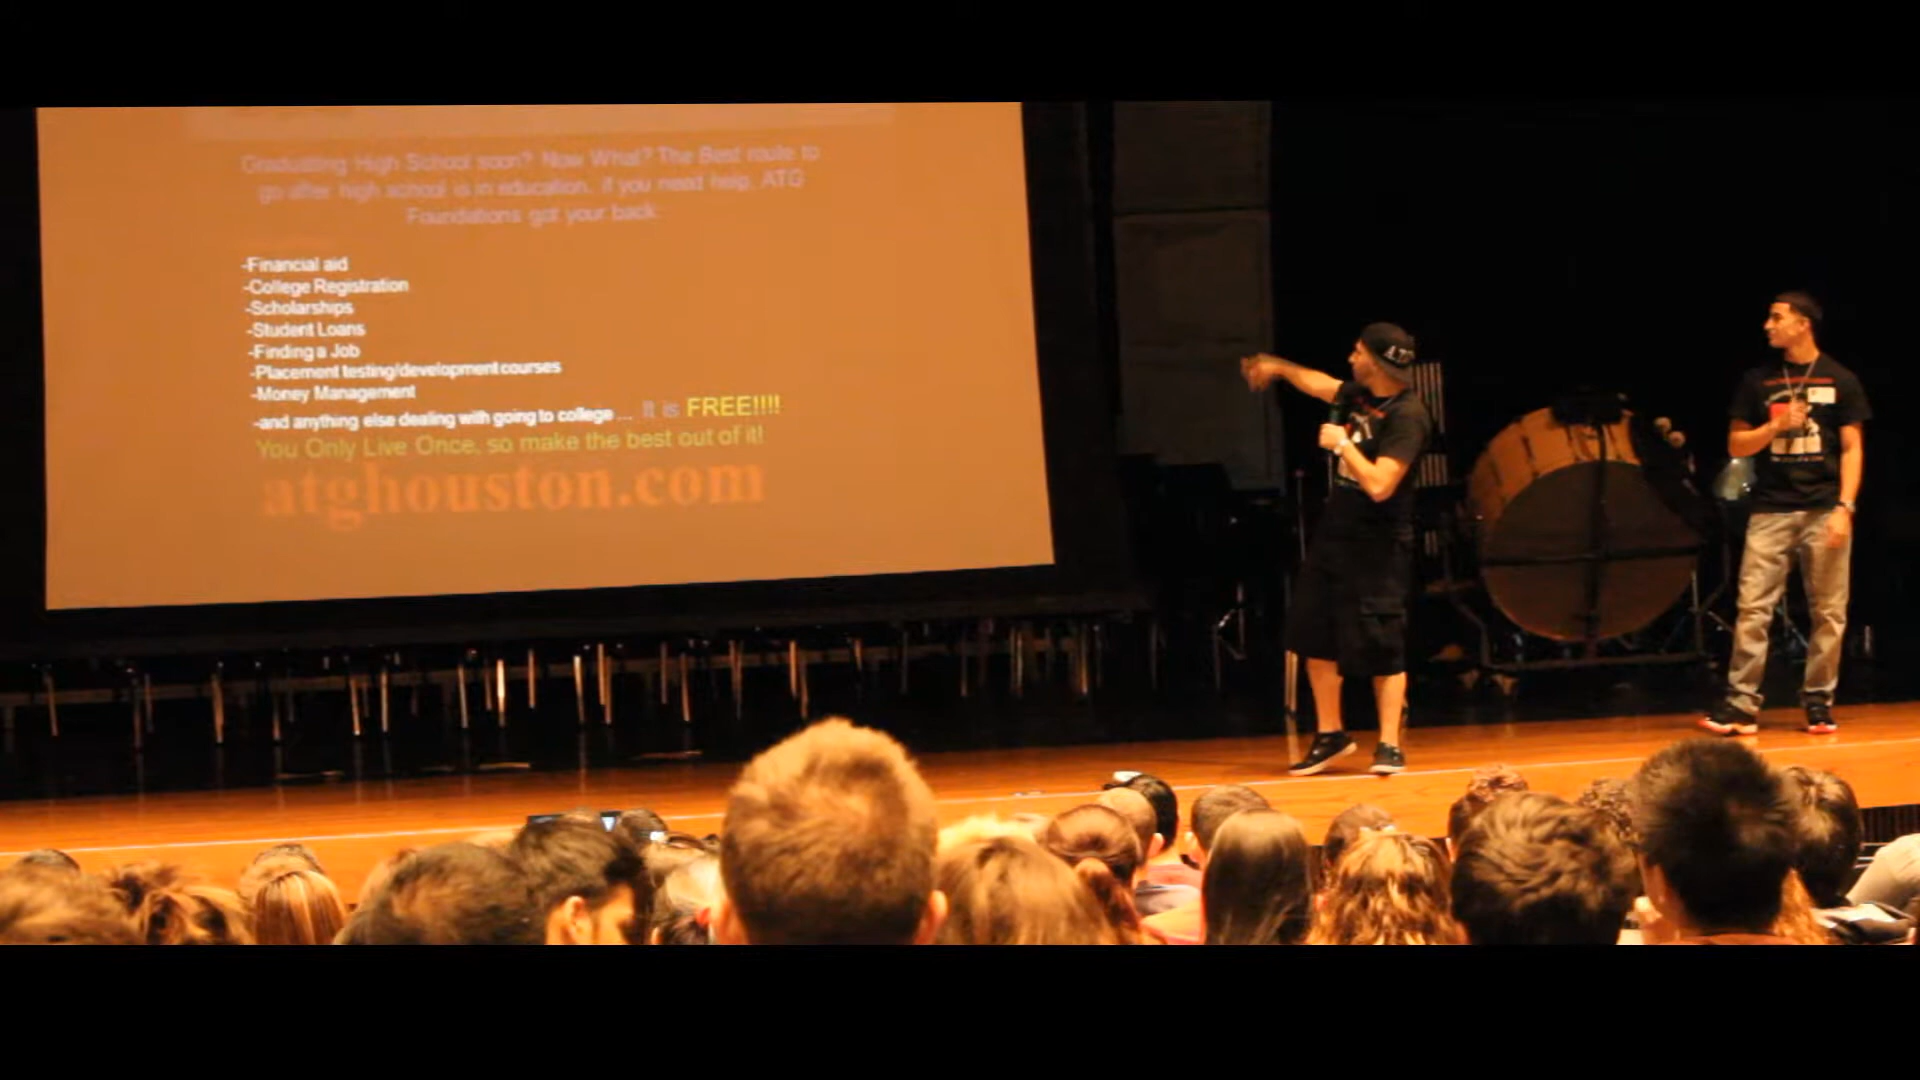 Graduating High School soon? Now What? The Best route to
go after high school is in education. If you need help, ATG
Foundations got your back.
-Financial aid
-College Registration
-Scholarships
-Student Loans
-Finding a Job
-Placement testing/development courses
-Money Management
-and anything else dealing with going to college ... It is FREE!!!!
You Only Live Once, so make the best out of it!
atghouston.com
ATG